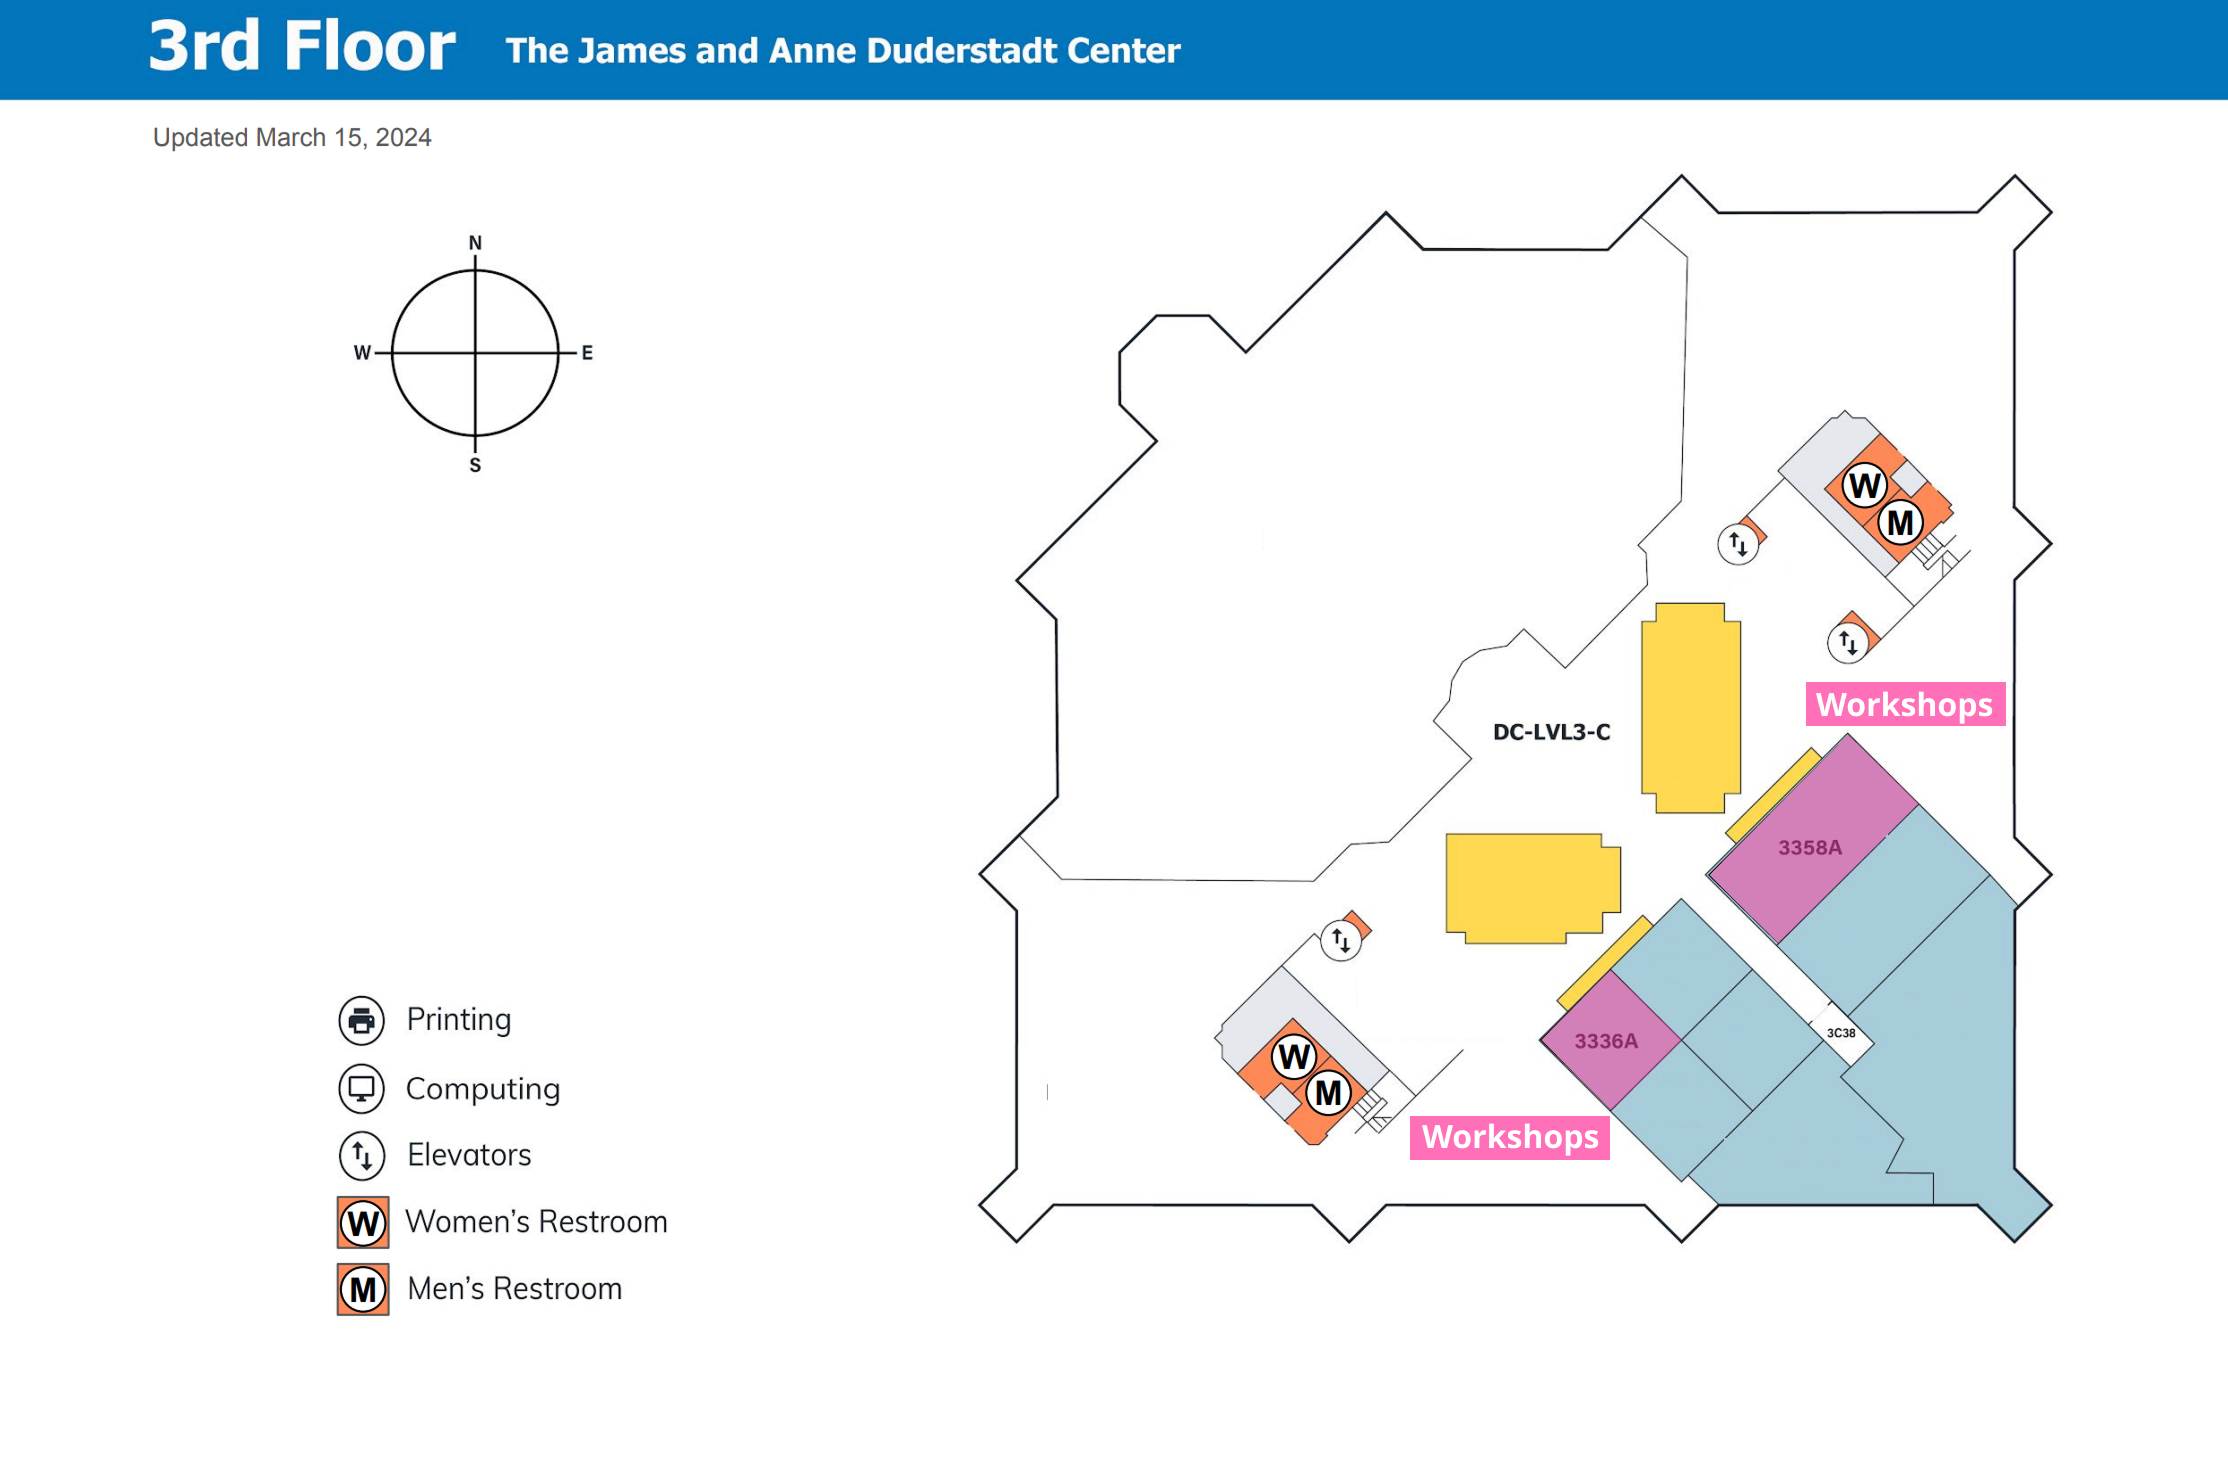 3rd Floor The James and Anne Duderstadt Center
Updated March 15, 2024
N
W E
S
W
M
Workshops
DC-LVL3-C
3358A
3C38
3336A
W
M
Workshops
Printing
Computing
Elevators
W Women’s Restroom
M Men’s Restroom